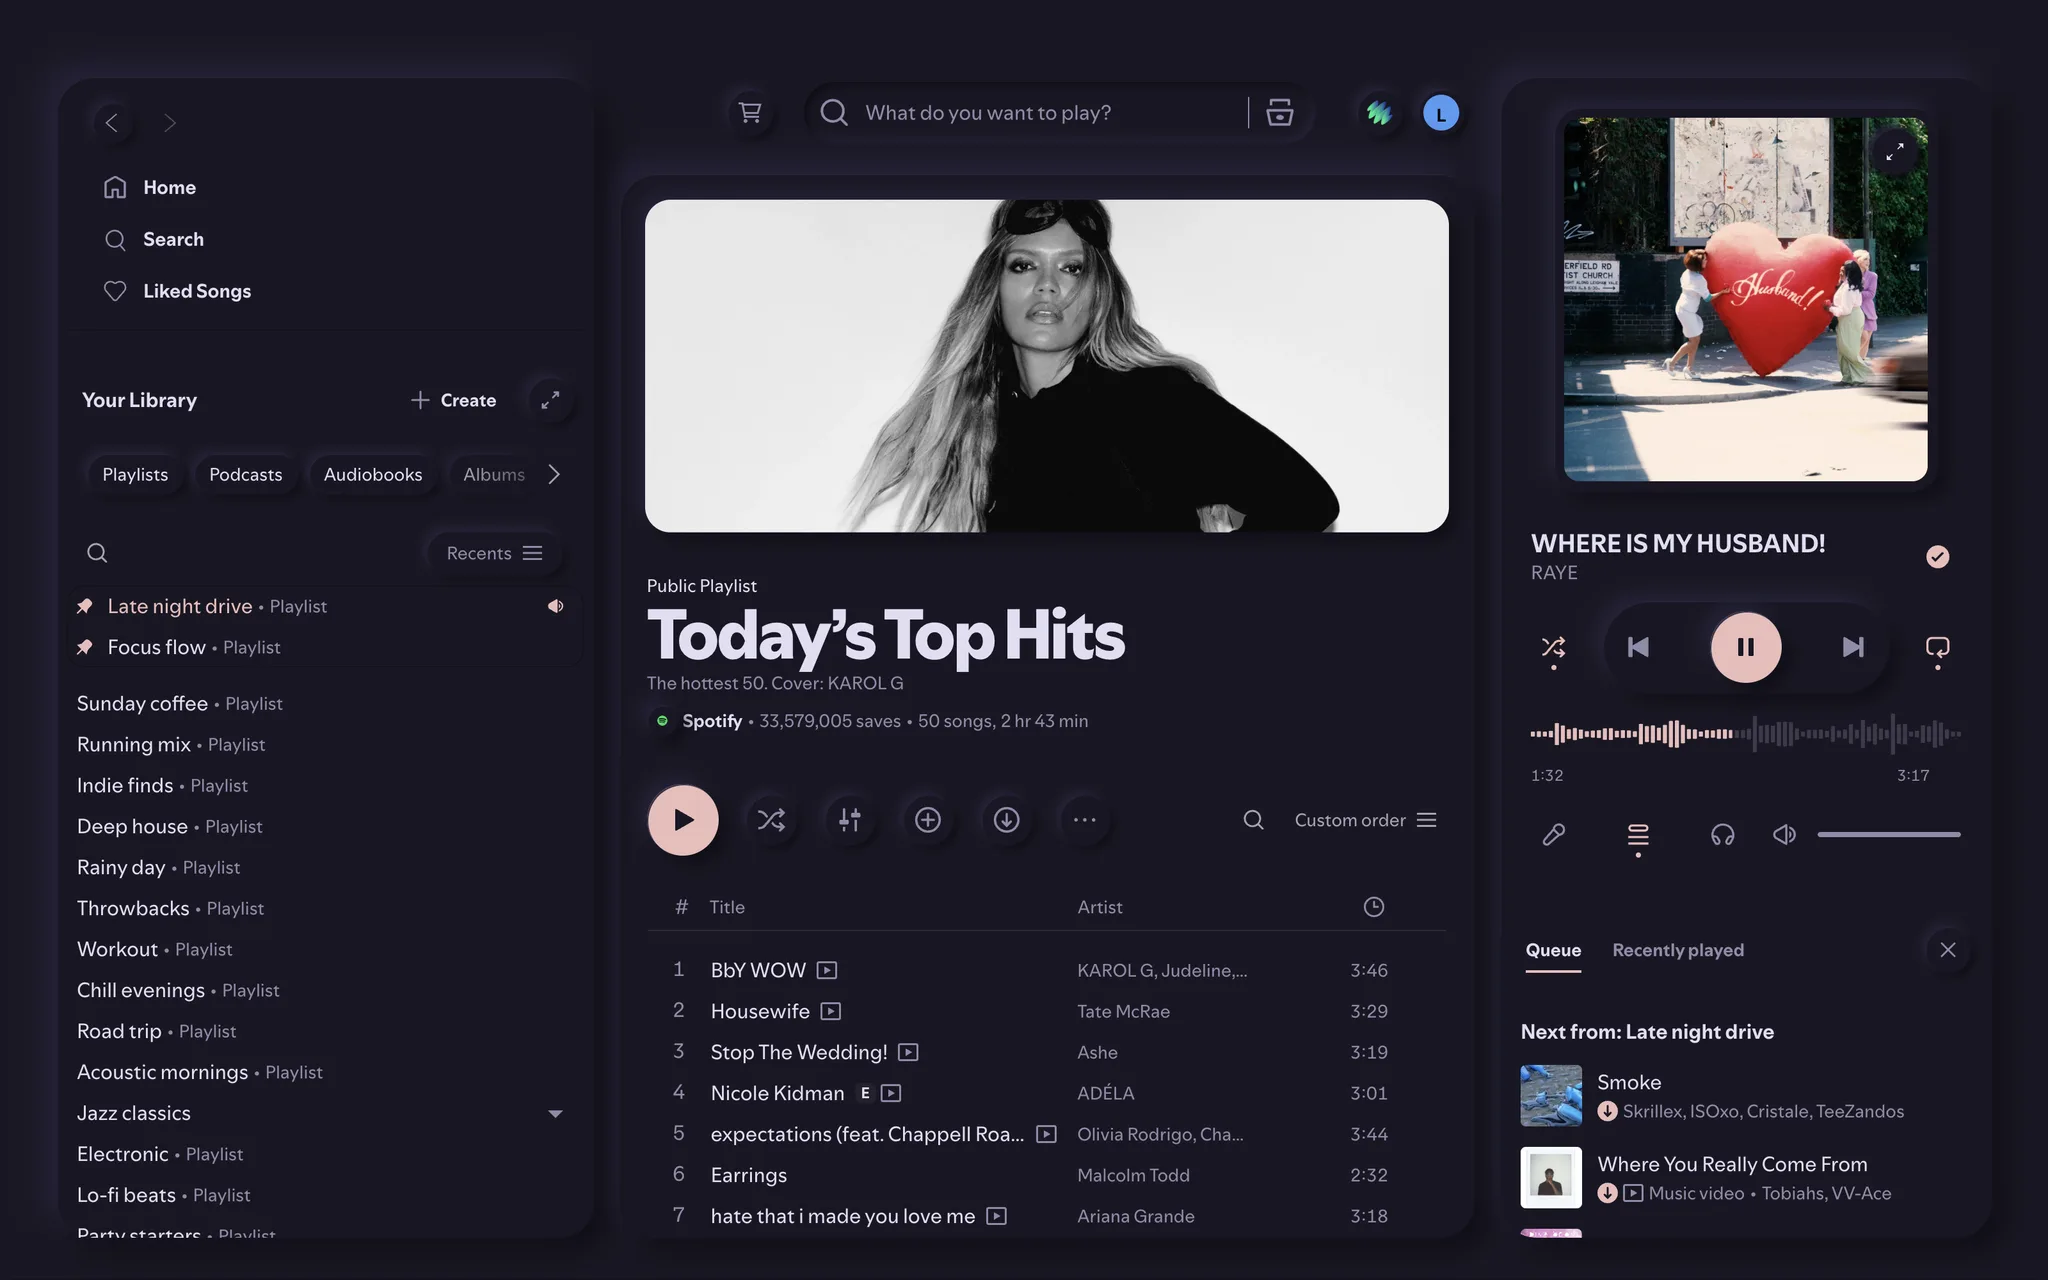 Home
Search
Liked Songs
Your Library
Create
Playlists
Podcasts
Audiobooks
Albums
Recents
Late night drive • Playlist
Focus flow • Playlist
Sunday coffee • Playlist
Running mix • Playlist
Indie finds • Playlist
Deep house • Playlist
Rainy day • Playlist
Throwbacks • Playlist
Workout • Playlist
Chill evenings • Playlist
Road trip • Playlist
Acoustic mornings • Playlist
Jazz classics
Electronic • Playlist
Lo-fi beats • Playlist
Party starters • Playlist
What do you want to play?
L
Public Playlist
Today’s Top Hits
The hottest 50. Cover: KAROL G
Spotify • 33,579,005 saves • 50 songs, 2 hr 43 min
Custom order
# Title Artist
1 BbY WOW KAROL G, Judeline,... 3:46
2 Housewife Tate McRae 3:29
3 Stop The Wedding! Ashe 3:19
4 Nicole Kidman E ADÉLA 3:01
5 expectations (feat. Chappell Roa... Olivia Rodrigo, Cha... 3:44
6 Earrings Malcolm Todd 2:32
7 hate that i made you love me Ariana Grande 3:18
ERFIELD RD
IST CHURCH
Husband!
WHERE IS MY HUSBAND!
RAYE
1:32
3:17
Queue
Recently played
Next from: Late night drive
Smoke
Skrillex, ISOxo, Cristale, TeeZandos
Where You Really Come From
Music video • Tobiahs, VV-Ace